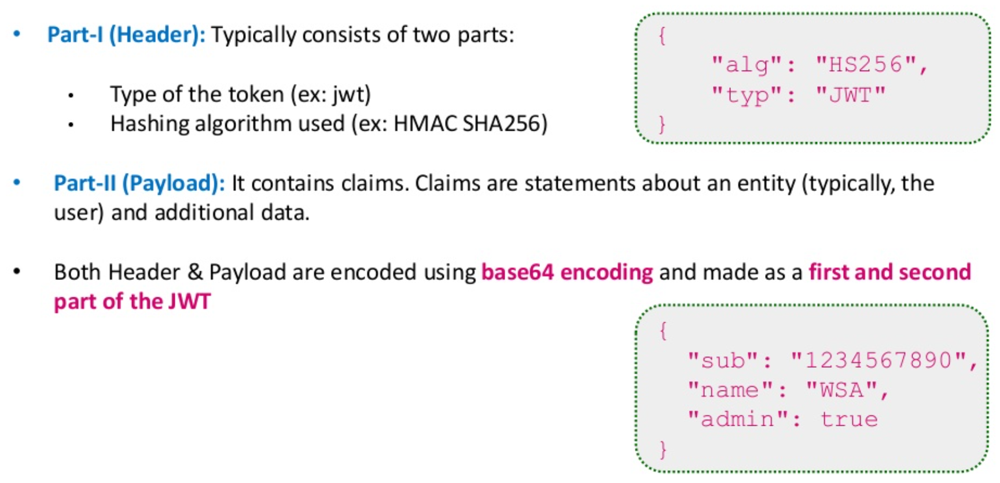 • Part-I (Header): Typically consists of two parts:
• Type of the token (ex: jwt)
• Hashing algorithm used (ex: HMAC SHA256)
{
"alg": "HS256",
"typ": "JWT"
}
• Part-II (Payload): It contains claims. Claims are statements about an entity (typically, the
user) and additional data.
• Both Header & Payload are encoded using base64 encoding and made as a first and second
part of the JWT
{
"sub": "1234567890",
"name": "WSA",
"admin": true
}